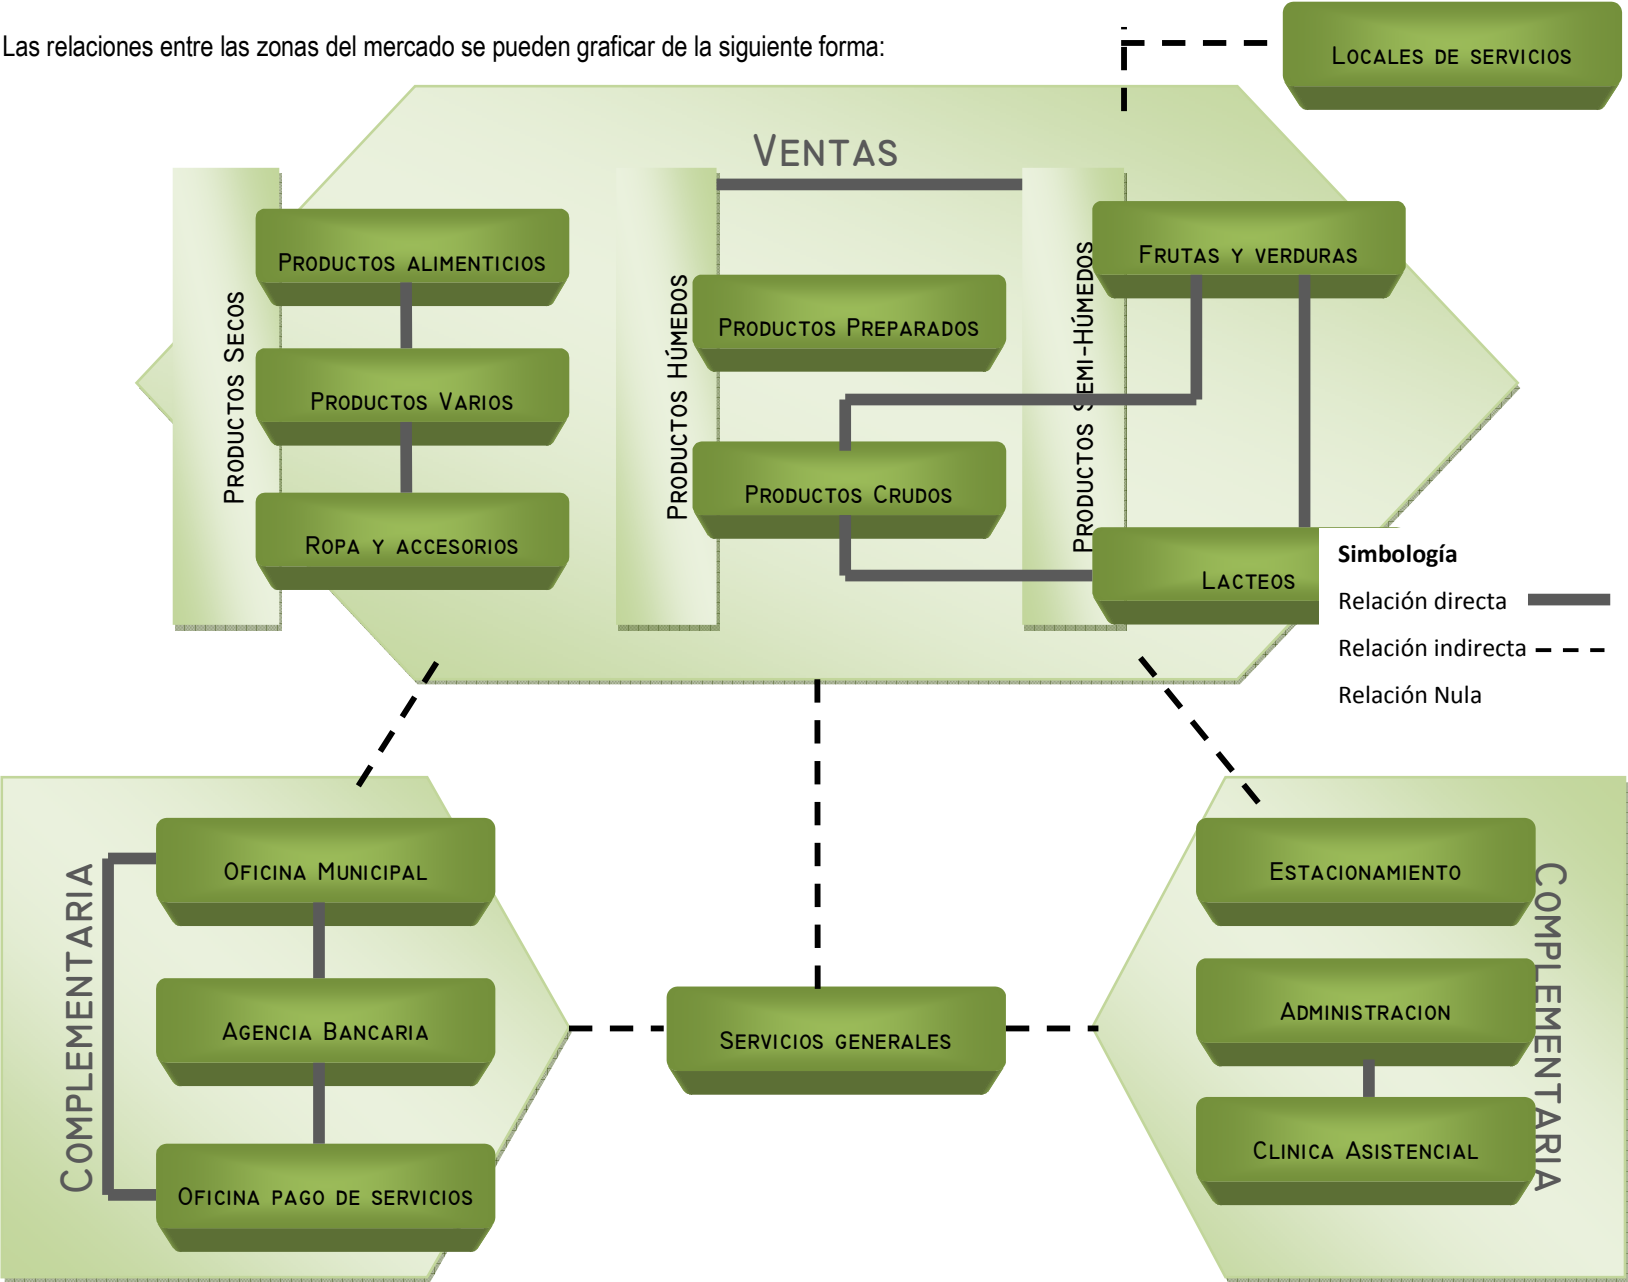 Las relaciones entre las zonas del mercado se pueden graficar de la siguiente forma:
LOCALES DE SERVICIOS
VENTAS
PRODUCTOS SECOS
PRODUCTOS ALIMENTICIOS
PRODUCTOS VARIOS
ROPA Y ACCESORIOS
PRODUCTOS HÚMEDOS
PRODUCTOS PREPARADOS
PRODUCTOS CRUDOS
PRODUCTOS SEMI-HÚMEDOS
FRUTAS Y VERDURAS
LACTEOS
Simbología
Relación directa
Relación indirecta
Relación Nula
COMPLEMENTARIA
OFICINA MUNICIPAL
AGENCIA BANCARIA
OFICINA PAGO DE SERVICIOS
SERVICIOS GENERALES
ESTACIONAMIENTO
ADMINISTRACION
CLINICA ASISTENCIAL
COMPLEMENTARIA